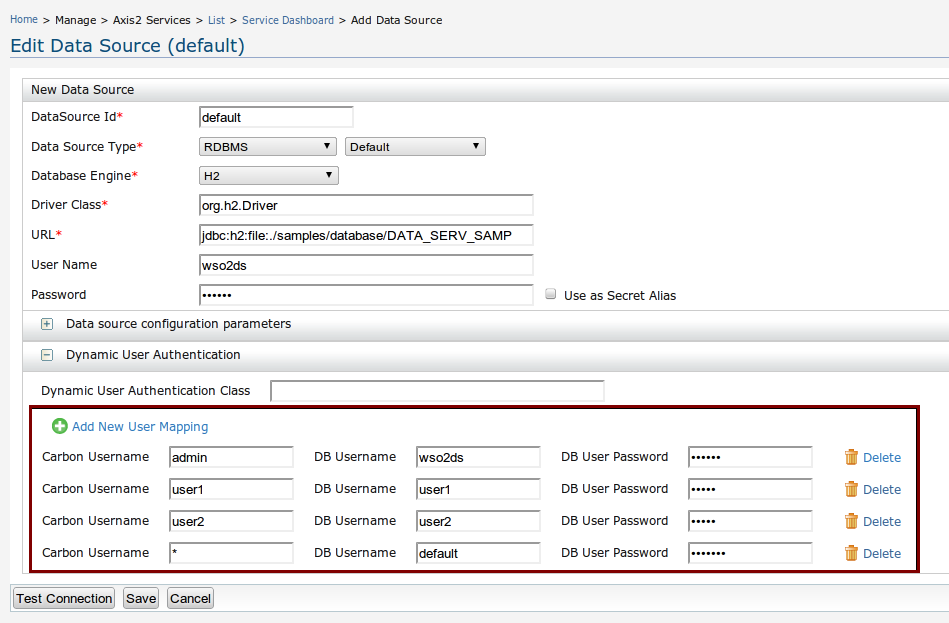 Home > Manage > Axis2 Services > List > Service Dashboard > Add Data Source
Edit Data Source (default)
New Data Source
DataSource Id* default
Data Source Type* RDBMS Default
Database Engine* H2
Driver Class* org.h2.Driver
URL* jdbc:h2:file:./samples/database/DATA_SERV_SAMP
User Name wso2ds
Password •••••• Use as Secret Alias
Data source configuration parameters
Dynamic User Authentication
Dynamic User Authentication Class
Add New User Mapping
Carbon Username admin DB Username wso2ds DB User Password •••••• Delete
Carbon Username user1 DB Username user1 DB User Password ••••• Delete
Carbon Username user2 DB Username user2 DB User Password ••••• Delete
Carbon Username * DB Username default DB User Password ••••••• Delete
Test Connection Save Cancel